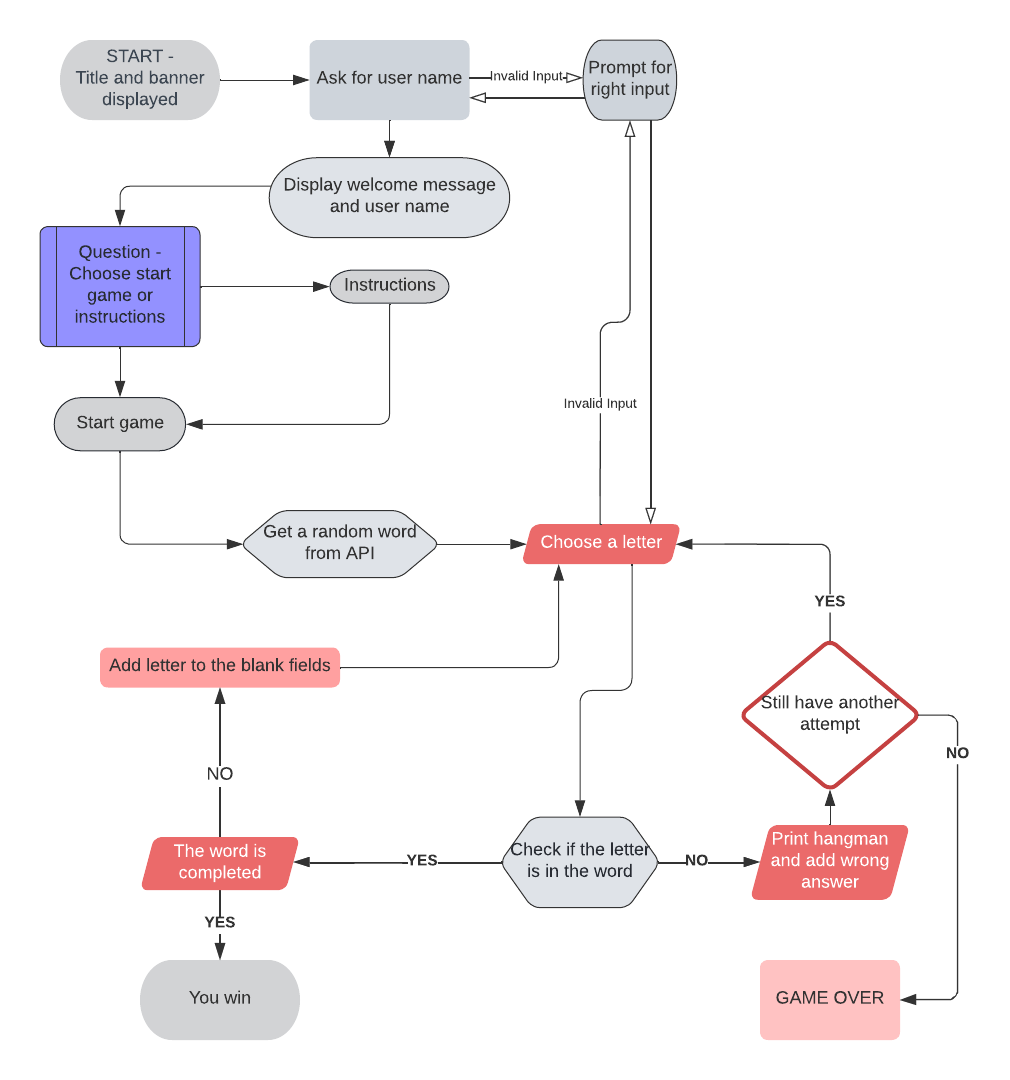 START -
Title and banner
displayed
Ask for user name
Invalid Input
Prompt for
right input
Display welcome message
and user name
Question -
Choose start
game or
instructions
Instructions
Invalid Input
Start game
Get a random word
from API
Choose a letter
YES
Add letter to the blank fields
Still have another
attempt
NO
NO
The word is
completed
YES
Check if the letter
is in the word
NO
Print hangman
and add wrong
answer
YES
You win
GAME OVER